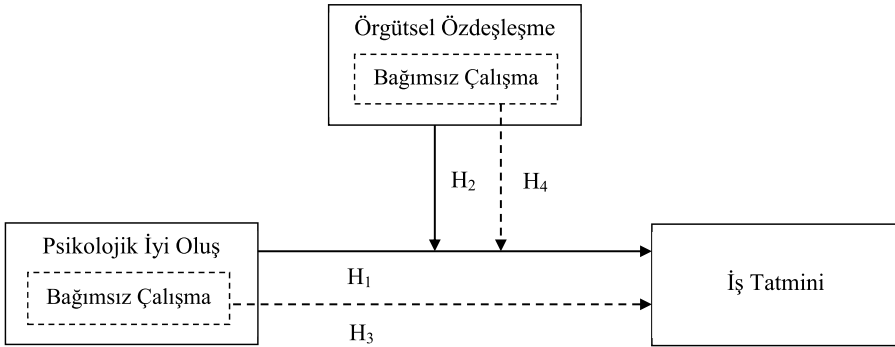 Örgütsel Özdeşleşme
Bağımsız Çalışma
H2
H4
Psikolojik İyi Oluş
Bağımsız Çalışma
H1
H3
İş Tatmini